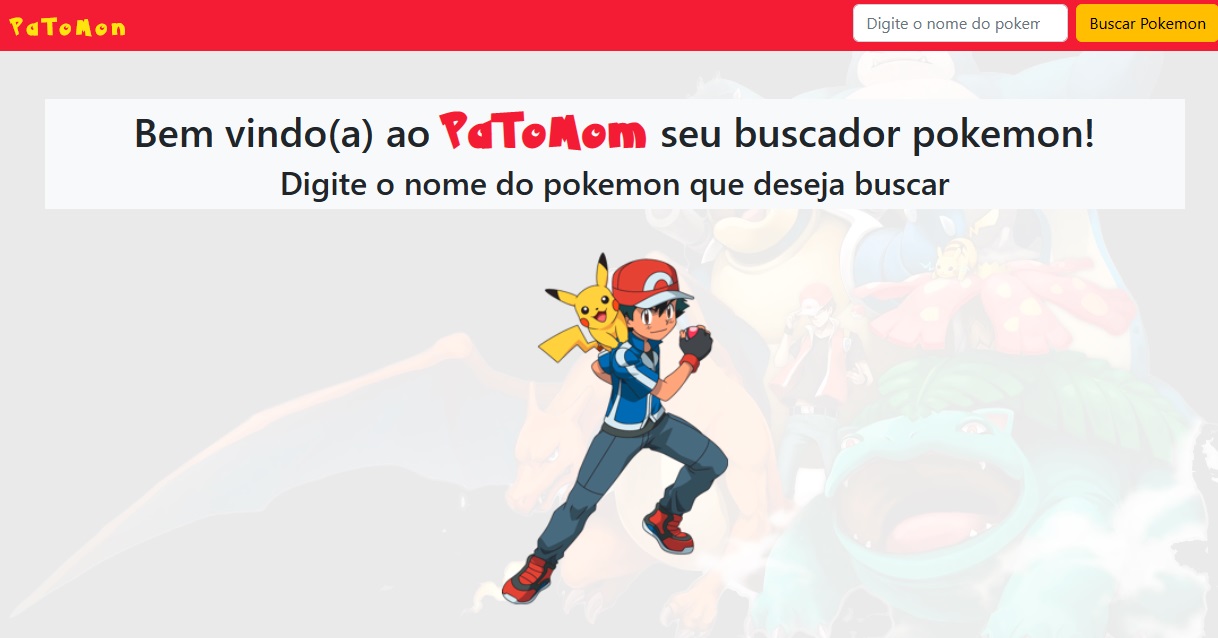 PaToMon
Digite o nome do pokem
Buscar Pokemon
Bem vindo(a) ao PaToMom seu buscador pokemon!
Digite o nome do pokemon que deseja buscar